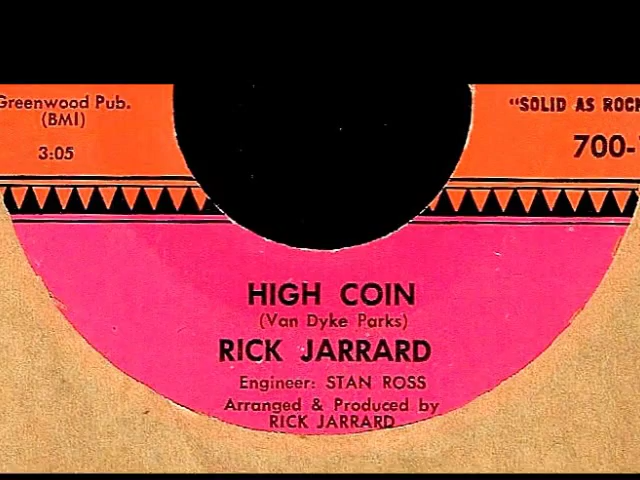 Greenwood Pub.
(BMI)
3:05
"SOLID AS ROCK
700-
HIGH COIN
(Van Dyke Parks)
RICK JARRARD
Engineer: STAN ROSS
Arranged & Produced by
RICK JARRARD